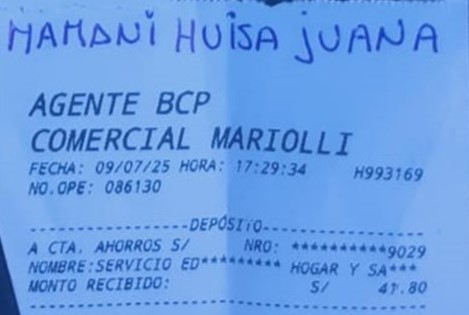 MAMANI HUISA JUANA
AGENTE BCP
COMERCIAL MARIOLLI
FECHA: 09/07/25 HORA: 17:29:34 H993169
NO.OPE: 086130
--------------------DEPÓSITO--------------------
A CTA. AHORROS S/ NRO: **********9029
NOMBRE:SERVICIO ED********* HOGAR Y SA***
MONTO RECIBIDO: S/ 41.80